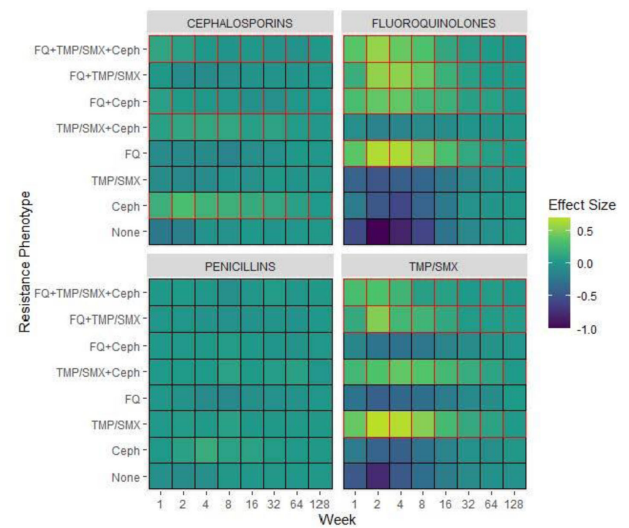 CEPHALOSPORINS FLUOROQUINOLONES
FQ+TMP/SMX+Ceph
FQ+TMP/SMX
FQ+Ceph
TMP/SMX+Ceph
FQ
TMP/SMX
Ceph
None
PENICILLINS TMP/SMX
FQ+TMP/SMX+Ceph
FQ+TMP/SMX
FQ+Ceph
TMP/SMX+Ceph
FQ
TMP/SMX
Ceph
None
1 2 4 8 16 32 64 128 1 2 4 8 16 32 64 128
Week
Resistance Phenotype
Effect Size
0.5
0.0
-0.5
-1.0